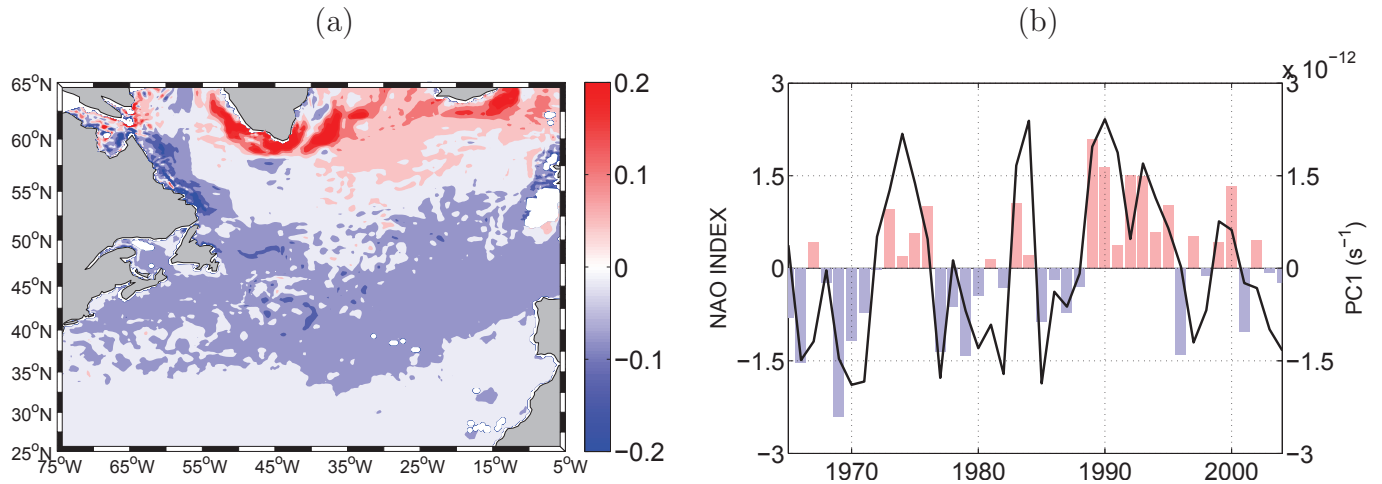 (a)
(b)
65°N
60°N
55°N
50°N
45°N
40°N
35°N
30°N
25°N
75°W 65°W 55°W 45°W 35°W 25°W 15°W 5°W
0.2
0.1
0
−0.1
−0.2
NAO INDEX
3
1.5
0
−1.5
−3
1970 1980 1990 2000
x 10⁻¹²
3
1.5
0
−1.5
−3
PC1 (s⁻¹)